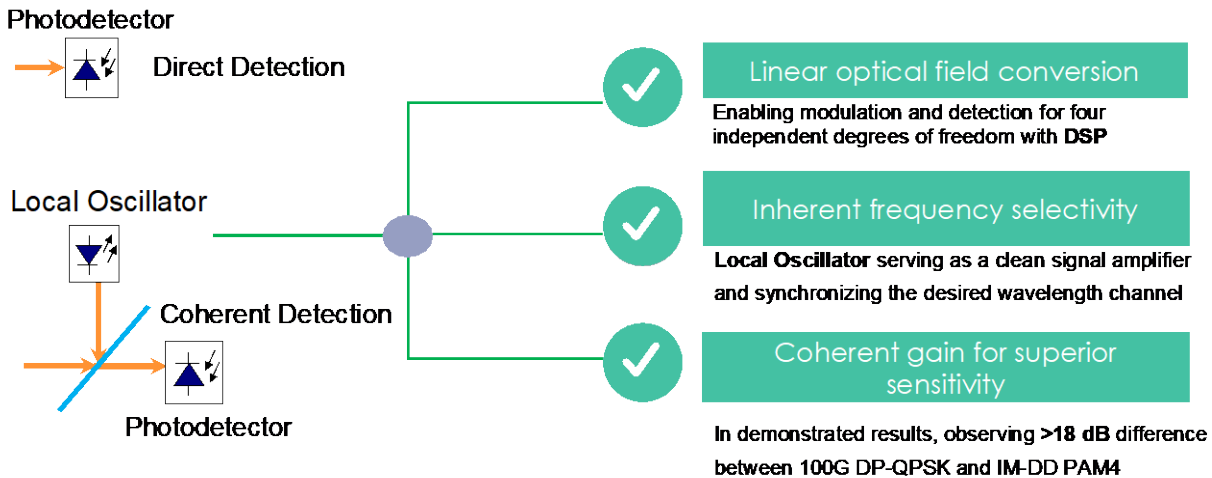 Photodetector
Direct Detection
Local Oscillator
Coherent Detection
Photodetector
Linear optical field conversion
Enabling modulation and detection for four
independent degrees of freedom with DSP
Inherent frequency selectivity
Local Oscillator serving as a clean signal amplifier
and synchronizing the desired wavelength channel
Coherent gain for superior
sensitivity
In demonstrated results, observing >18 dB difference
between 100G DP-QPSK and IM-DD PAM4